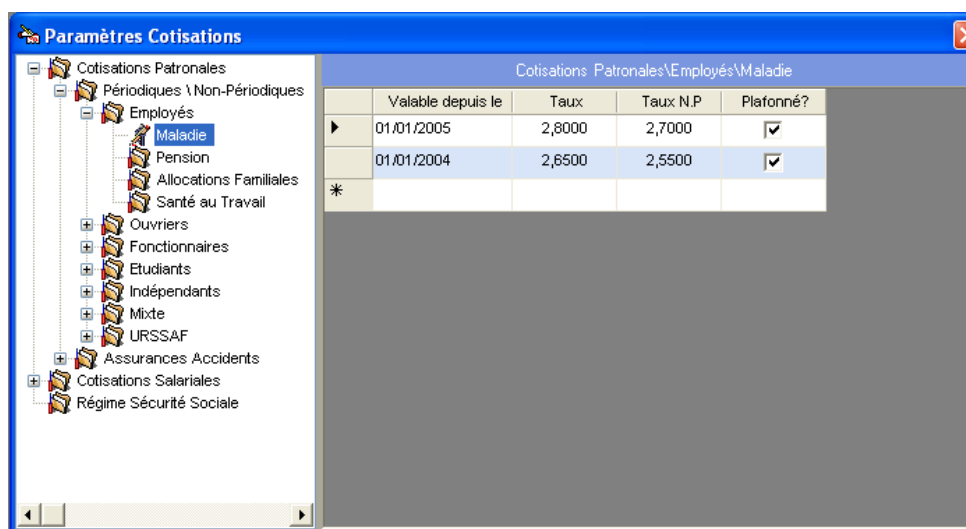 Paramètres Cotisations
Cotisations Patronales
Périodiques \ Non-Périodiques
Employés
Maladie
Pension
Allocations Familiales
Santé au Travail
Ouvriers
Fonctionnaires
Etudiants
Indépendants
Mixte
URSSAF
Assurances Accidents
Cotisations Salariales
Régime Sécurité Sociale
Cotisations Patronales\Employés\Maladie
Valable depuis le Taux Taux N.P Plafonné?
01/01/2005 2,8000 2,7000
01/01/2004 2,6500 2,5500